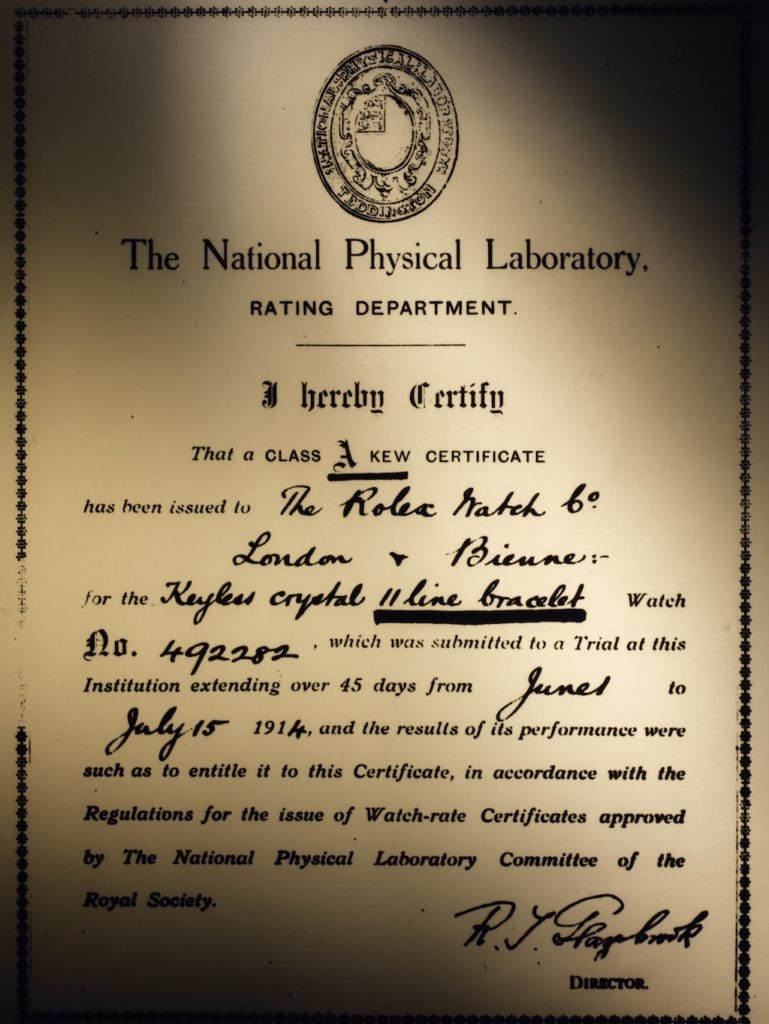 NATIONAL PHYSICAL LABORATORY
TEDDINGTON
The National Physical Laboratory,
RATING DEPARTMENT.
I hereby Certify
That a CLASS A KEW CERTIFICATE
has been issued to The Rolex Watch Co
London & Bienne:-
for the Keyless crystal 11 line bracelet Watch
No. 492282, which was submitted to a Trial at this
Institution extending over 45 days from June 1 to
July 15 1914, and the results of its performance were
such as to entitle it to this Certificate, in accordance with the
Regulations for the issue of Watch-rate Certificates approved
by The National Physical Laboratory Committee of the
Royal Society.
R. T. Glazebrook
DIRECTOR.